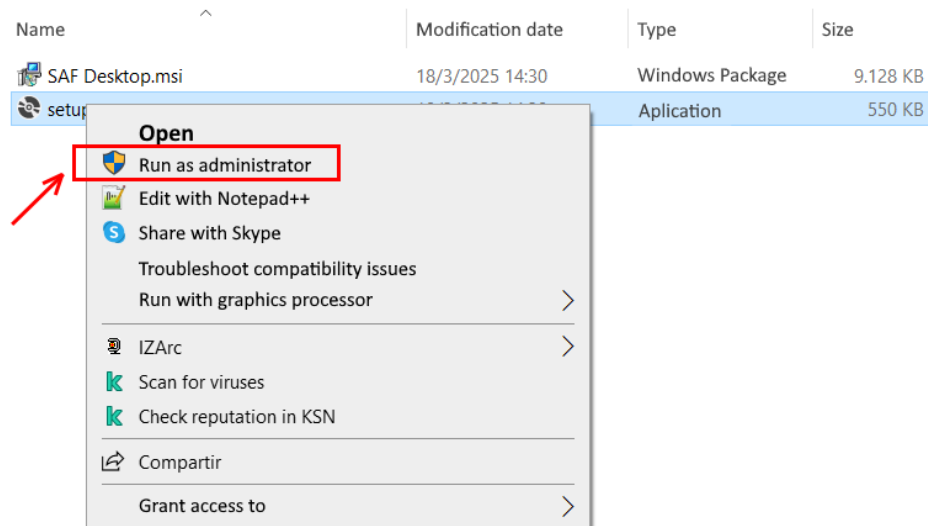 Name Modification date Type Size
SAF Desktop.msi 18/3/2025 14:30 Windows Package 9.128 KB
setup Aplication 550 KB
Open
Run as administrator
Edit with Notepad++
Share with Skype
Troubleshoot compatibility issues
Run with graphics processor
IZArc
Scan for viruses
Check reputation in KSN
Compartir
Grant access to